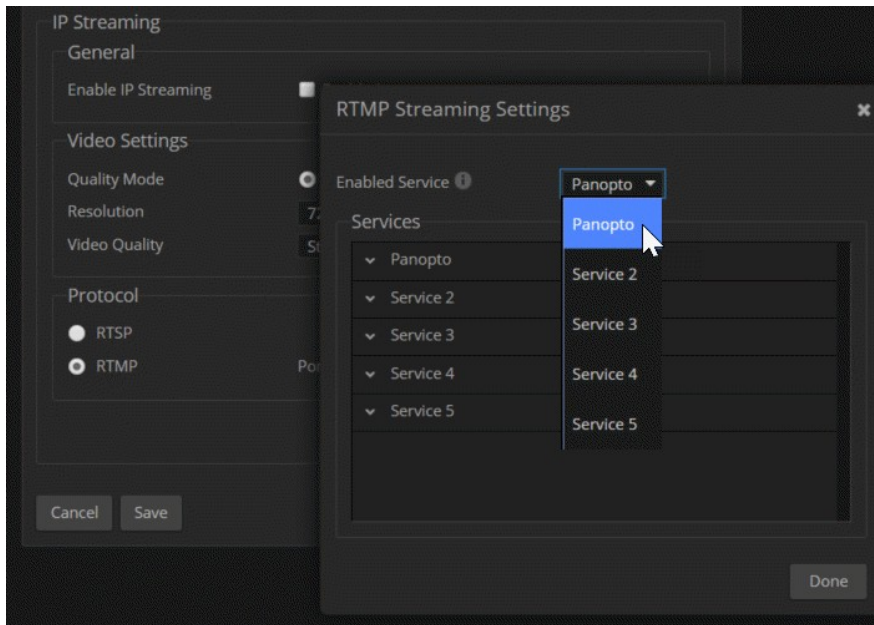 IP Streaming
General
Enable IP Streaming
Video Settings
Quality Mode
Resolution
Video Quality
Protocol
RTSP
RTMP
Cancel Save
RTMP Streaming Settings
Enabled Service Panopto
Services
Panopto
Service 2
Service 3
Service 4
Service 5
Panopto
Service 2
Service 3
Service 4
Service 5
Done